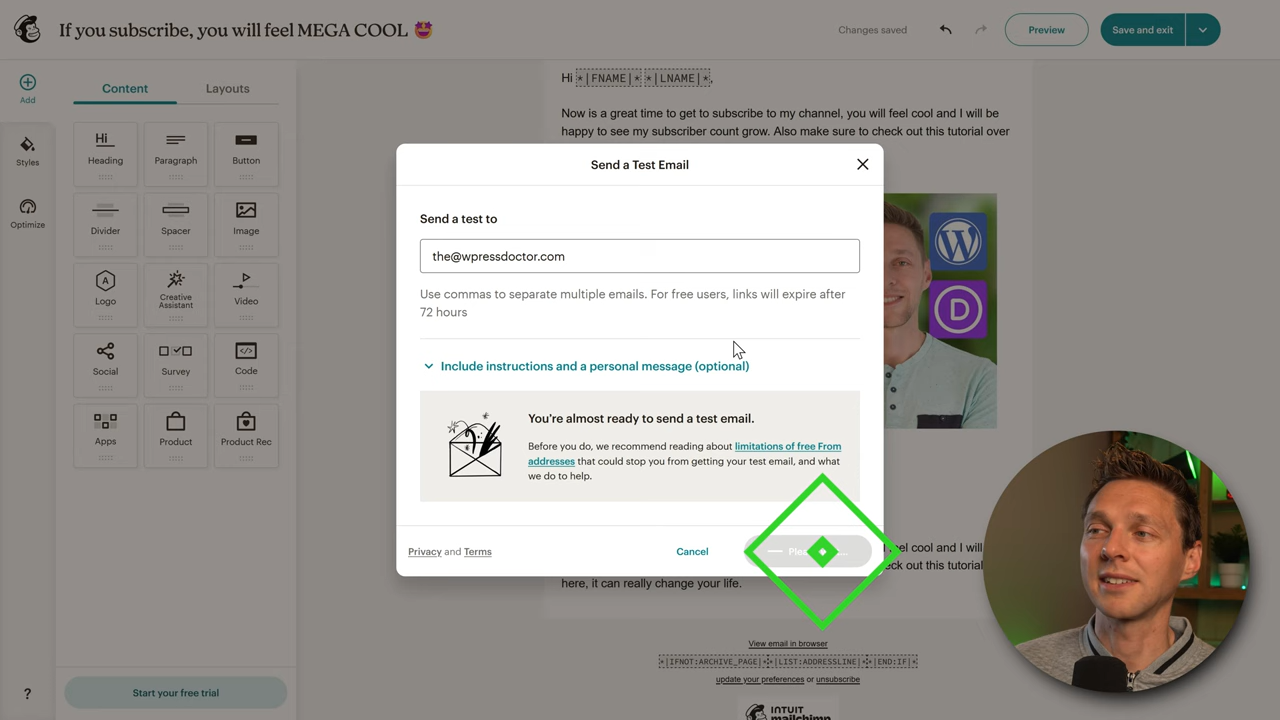 If you subscribe, you will feel MEGA COOL 🤩
Changes saved
Preview
Save and exit
Add
Styles
Optimize
Content
Layouts
Hi
Heading
Paragraph
Button
Divider
Spacer
Image
A
Logo
Creative
Assistant
Video
Social
Survey
Code
Apps
Product
Product Rec
Start your free trial
?
Hi *|FNAME|* *|LNAME|*,
Now is a great time to get to subscribe to my channel, you will feel cool and I will be
happy to see my subscriber count grow. Also make sure to check out this tutorial over
Send a Test Email
Send a test to
the@wpressdoctor.com
Use commas to separate multiple emails. For free users, links will expire after
72 hours
Include instructions and a personal message (optional)
You're almost ready to send a test email.
Before you do, we recommend reading about limitations of free From
addresses that could stop you from getting your test email, and what
we do to help.
Privacy and Terms
Cancel
W
D
feel cool and I will
check out this tutorial
here, it can really change your life.
View email in browser
*|IFNOT:ARCHIVE_PAGE|* *|LIST:ADDRESSLINE|* *|END:IF|*
update your preferences or unsubscribe
INTUIT
mailchimp